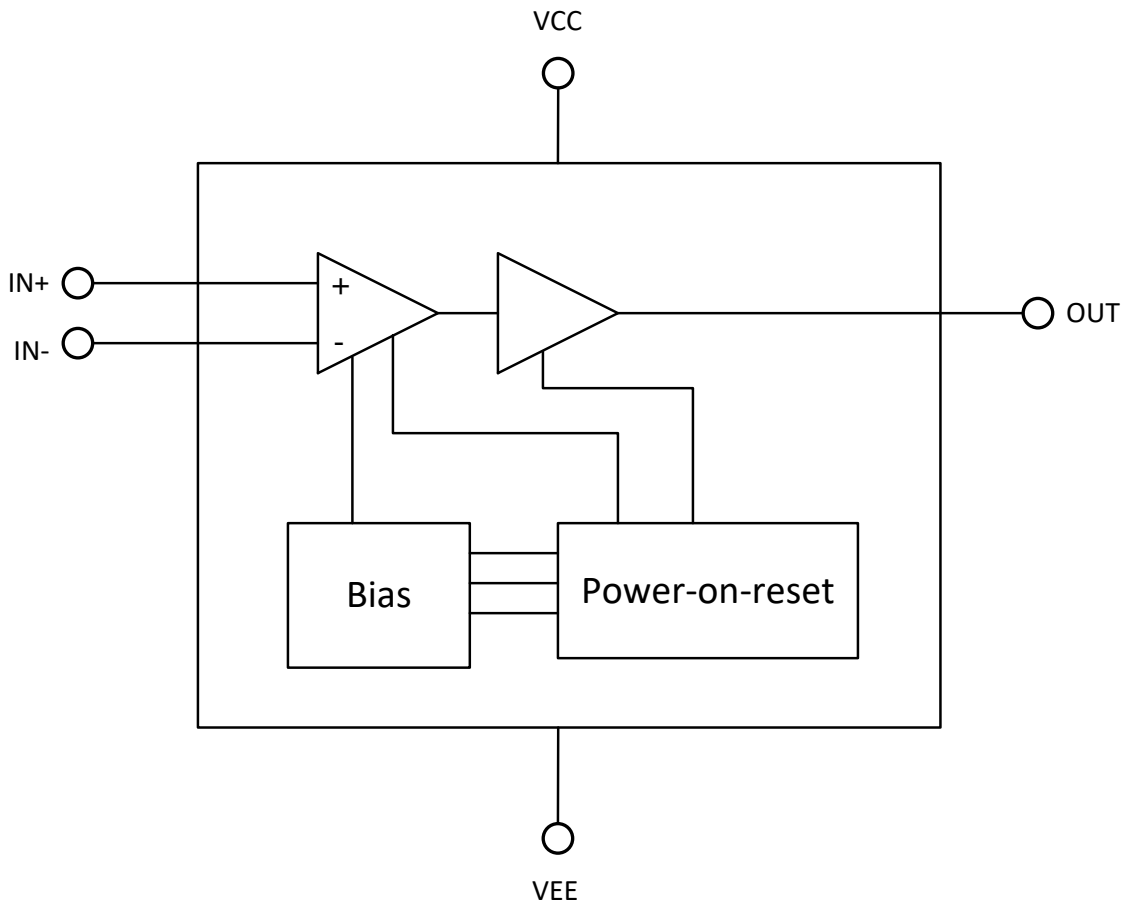 VCC
IN+
+
OUT
IN-
-
Bias
Power-on-reset
VEE